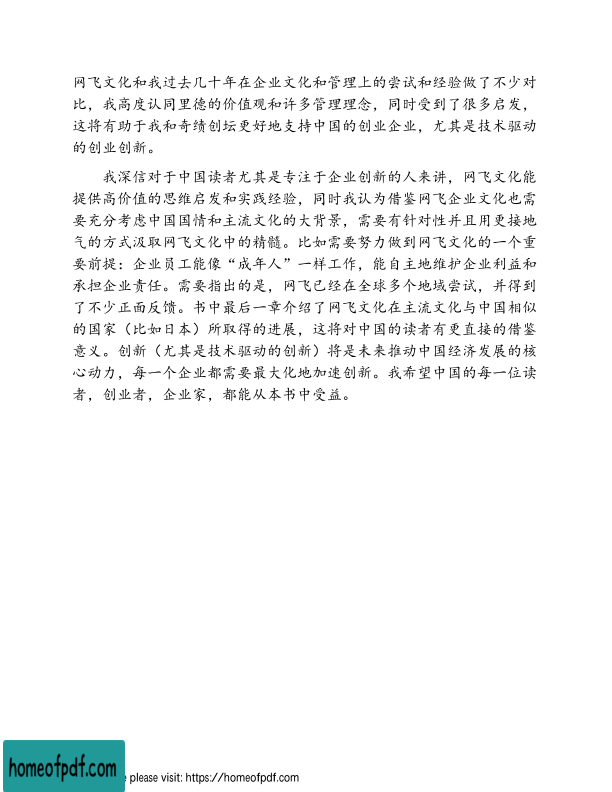 网飞文化和我过去几十年在企业文化和管理上的尝试和经验做了不少对
比，我高度认同里德的价值观和许多管理理念，同时受到了很多启发，
这将有助于我和奇绩创坛更好地支持中国的创业企业，尤其是技术驱动
的创业创新。
我深信对于中国读者尤其是专注于企业创新的人来讲，网飞文化能
提供高价值的思维启发和实践经验，同时我认为借鉴网飞企业文化也需
要充分考虑中国国情和主流文化的大背景，需要有针对性并且用更接地
气的方式汲取网飞文化中的精髓。比如需要努力做到网飞文化的一个重
要前提：企业员工能像“成年人”一样工作，能自主地维护企业利益和
承担企业责任。需要指出的是，网飞已经在全球多个地域尝试，并得到
了不少正面反馈。书中最后一章介绍了网飞文化在主流文化与中国相似
的国家（比如日本）所取得的进展，这将对中国的读者有更直接的借鉴
意义。创新（尤其是技术驱动的创新）将是未来推动中国经济发展的核
心动力，每一个企业都需要最大化地加速创新。我希望中国的每一位读
者，创业者，企业家，都能从本书中受益。
homeofpdf.com
please visit: https://homeofpdf.com